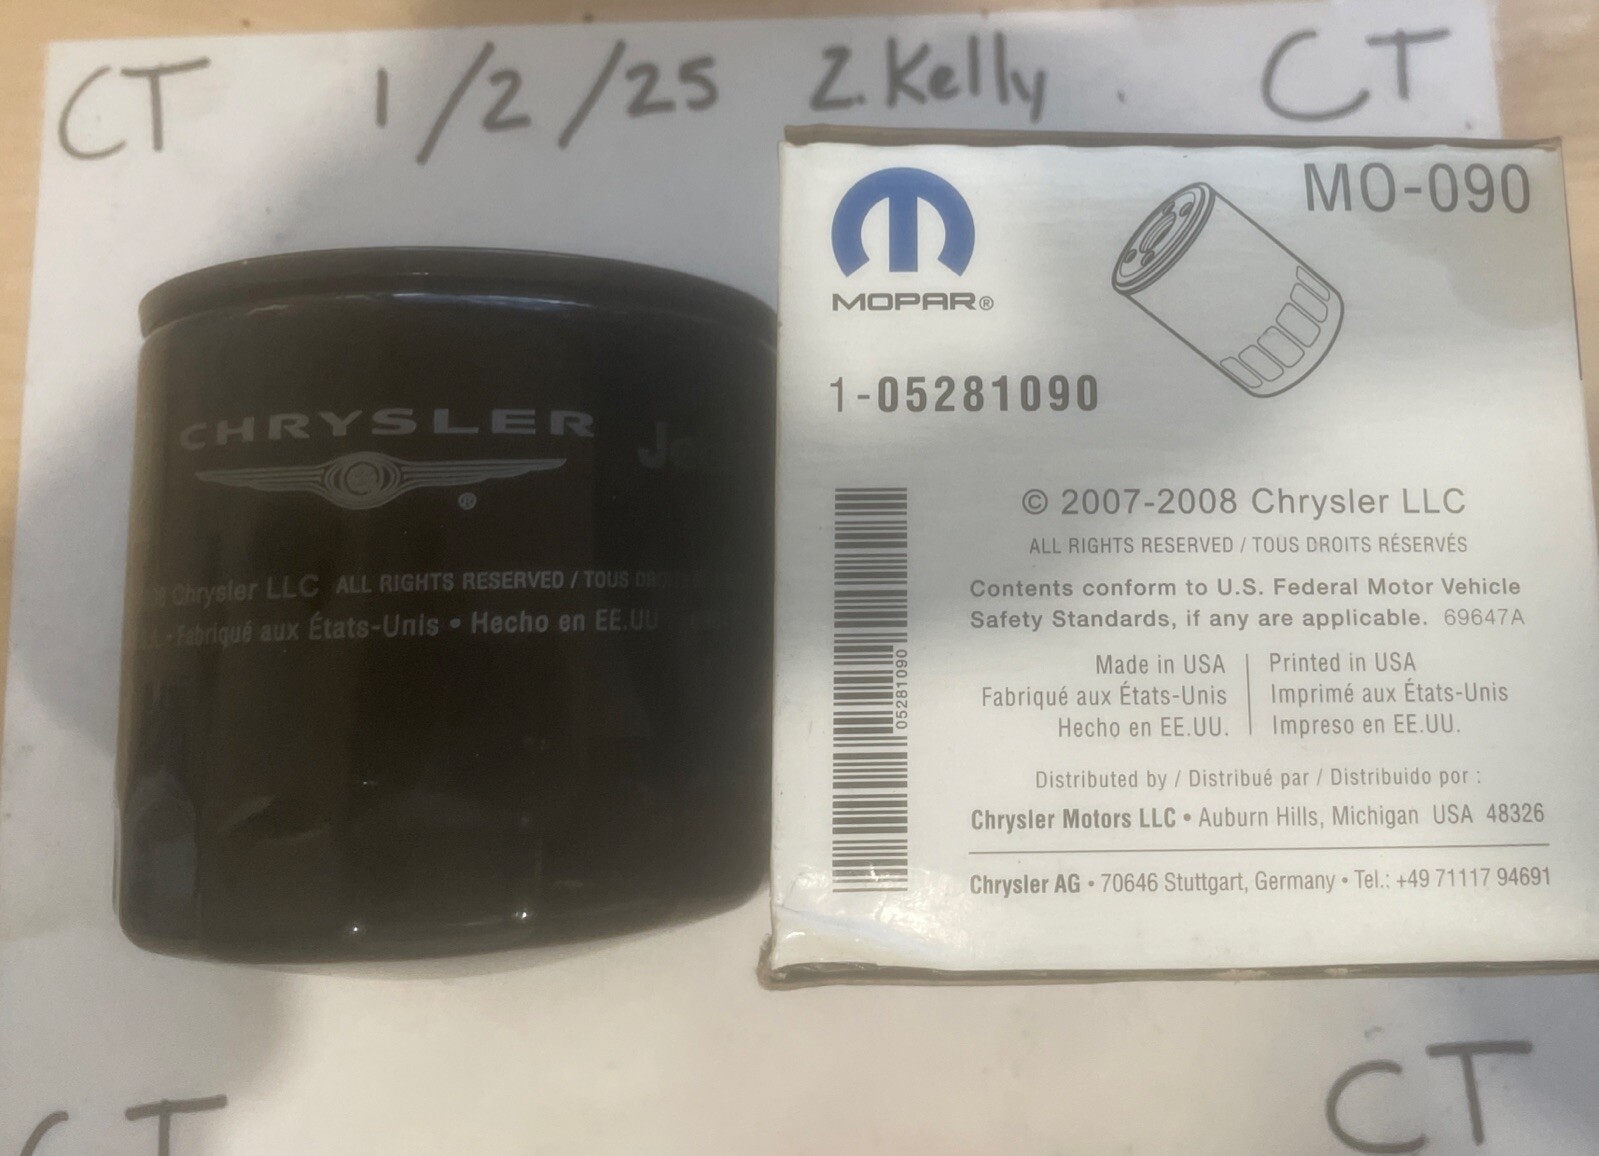 CT 1/2/25 Z. Kelly. CT
CHRYSLER
®
Chrysler LLC ALL RIGHTS RESERVED / TOUS
• Fabriqué aux États-Unis • Hecho en EE.UU
MOPAR®
MO-090
1-05281090
05281090
© 2007-2008 Chrysler LLC
ALL RIGHTS RESERVED / TOUS DROITS RÉSERVÉS
Contents conform to U.S. Federal Motor Vehicle
Safety Standards, if any are applicable. 69647A
Made in USA | Printed in USA
Fabriqué aux États-Unis | Imprimé aux États-Unis
Hecho en EE.UU. | Impreso en EE.UU.
Distributed by / Distribué par / Distribuido por :
Chrysler Motors LLC • Auburn Hills, Michigan USA 48326
Chrysler AG • 70646 Stuttgart, Germany • Tel.: +49 71117 94691
CT CT